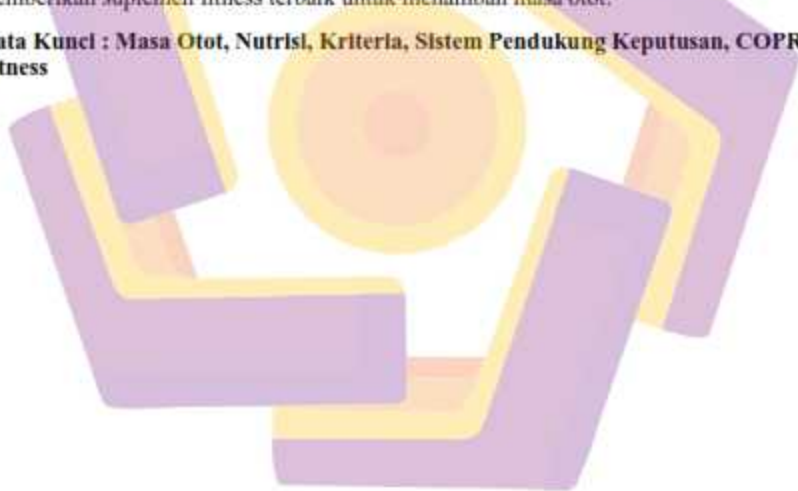 emberikan suplemen fitness terbaik untuk menambah masa otot.
ata Kunci : Masa Otot, Nutrisi, Kriteria, Sistem Pendukung Keputusan, COPR
tness